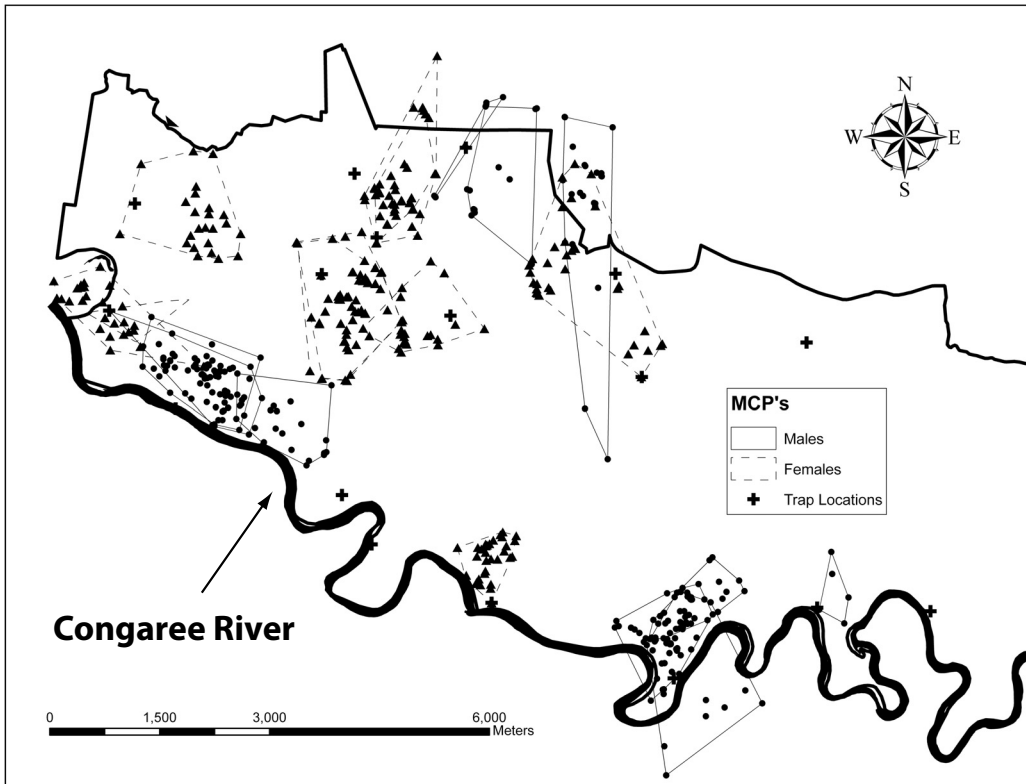 N
W E
S
MCP's
Males
Females
Trap Locations
Congaree River
0 1,500 3,000 6,000
Meters